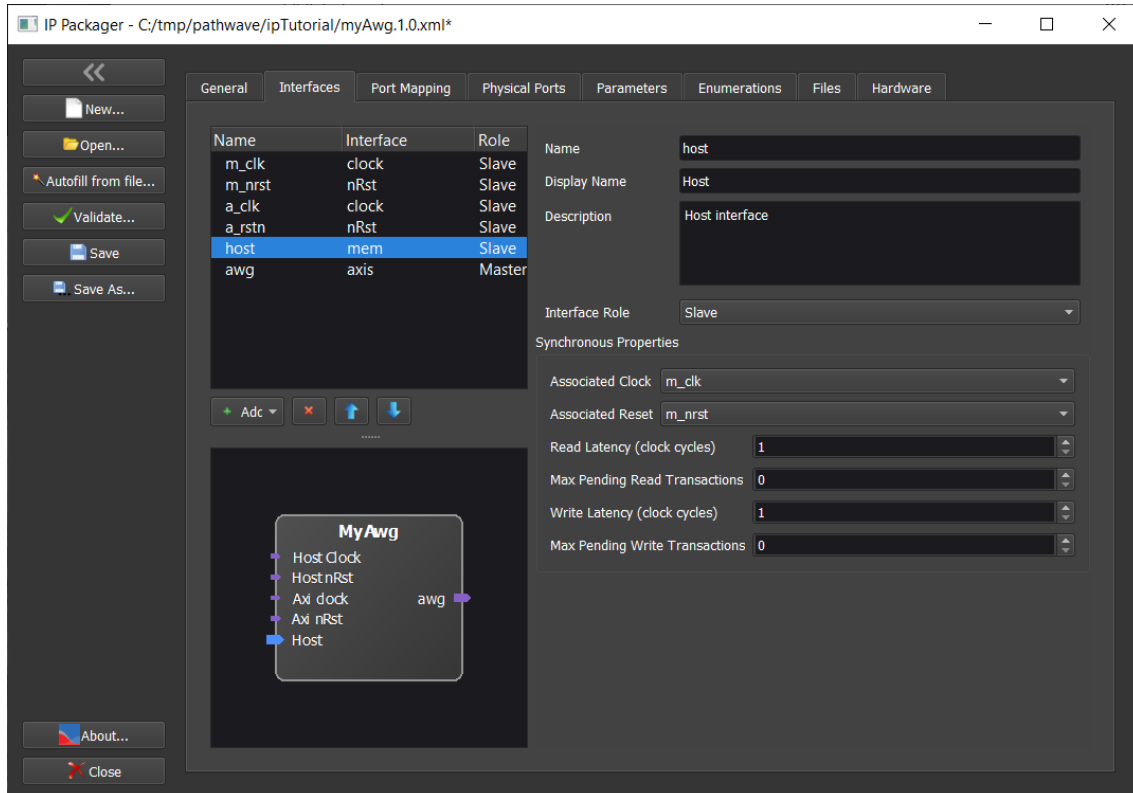 IP Packager - C:/tmp/pathwave/ipTutorial/myAwg.1.0.xml*
New...
Open...
Autofill from file...
Validate...
Save
Save As...
About...
Close
General Interfaces Port Mapping Physical Ports Parameters Enumerations Files Hardware
Name Interface Role
m_clk clock Slave
m_nrst nRst Slave
a_clk clock Slave
a_rstn nRst Slave
host mem Slave
awg axis Master
Adc
MyAwg
Host Clock
Host nRst
Axi clock
awg
Axi nRst
Host
Name host
Display Name Host
Description Host interface
Interface Role Slave
Synchronous Properties
Associated Clock m_clk
Associated Reset m_nrst
Read Latency (clock cycles) 1
Max Pending Read Transactions 0
Write Latency (clock cycles) 1
Max Pending Write Transactions 0